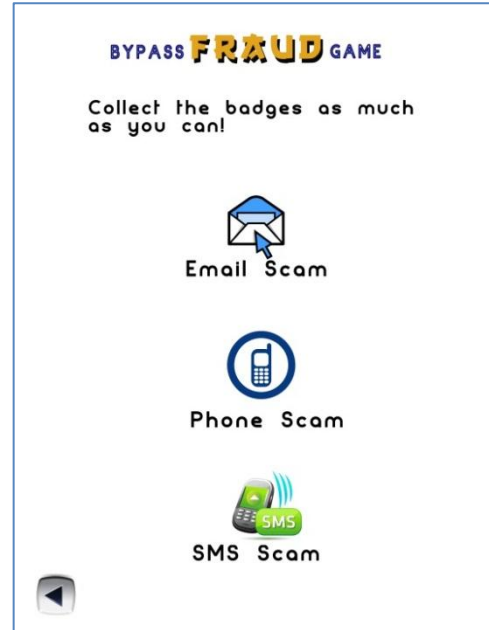 BYPASS FRAUD GAME
Collect the badges as much
as you can!
Email Scam
Phone Scam
SMS
SMS Scam